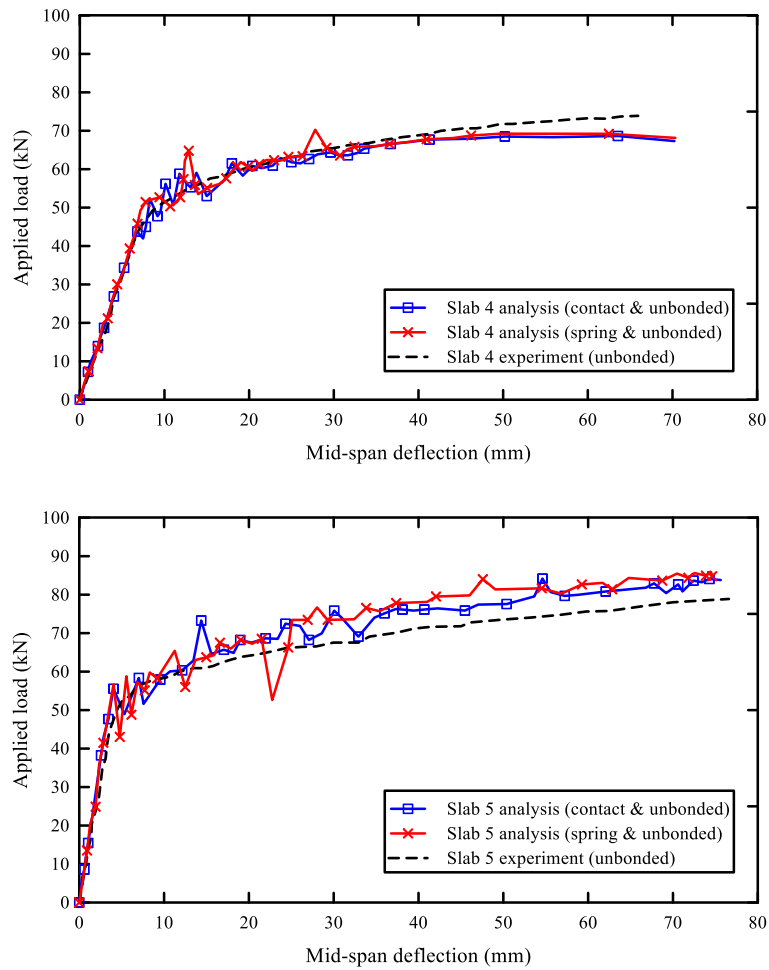 100
90
80
70
60
50
40
30
20
10
0
Applied load (kN)
Slab 4 analysis (contact & unbonded)
Slab 4 analysis (spring & unbonded)
Slab 4 experiment (unbonded)
0 10 20 30 40 50 60 70 80
Mid-span deflection (mm)
100
90
80
70
60
50
40
30
20
10
0
Applied load (kN)
Slab 5 analysis (contact & unbonded)
Slab 5 analysis (spring & unbonded)
Slab 5 experiment (unbonded)
0 10 20 30 40 50 60 70 80
Mid-span deflection (mm)